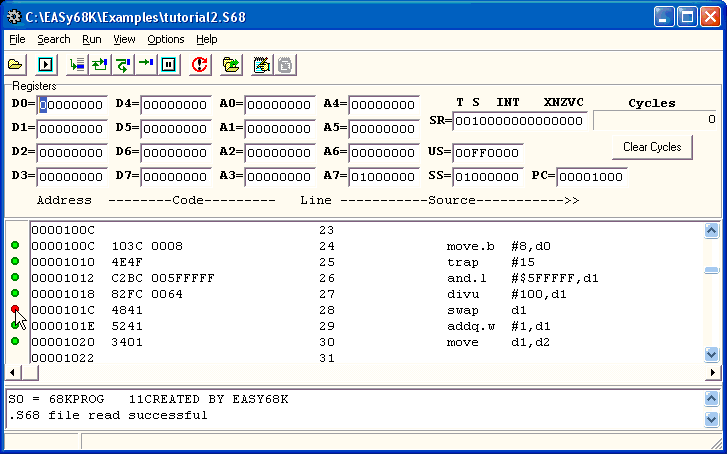 C:\EASy68K\Examples\tutorial2.S68
File Search Run View Options Help
Registers
D0= 00000000 D4= 00000000 A0= 00000000 A4= 00000000 T S INT XNZVC Cycles
D1= 00000000 D5= 00000000 A1= 00000000 A5= 00000000 SR= 0010000000000000 0
D2= 00000000 D6= 00000000 A2= 00000000 A6= 00000000 US= 00FF0000 Clear Cycles
D3= 00000000 D7= 00000000 A3= 00000000 A7= 01000000 SS= 01000000 PC= 00001000
Address --------Code--------- Line ------------Source----------->>
0000100C 23
0000100C 103C 0008 24 move.b #8,d0
00001010 4E4F 25 trap #15
00001012 C2BC 005FFFFF 26 and.l #$5FFFFF,d1
00001018 82FC 0064 27 divu #100,d1
0000101C 4841 28 swap d1
0000101E 5241 29 addq.w #1,d1
00001020 3401 30 move d1,d2
00001022 31
S0 = 68KPROG 11CREATED BY EASY68K
.S68 file read successful